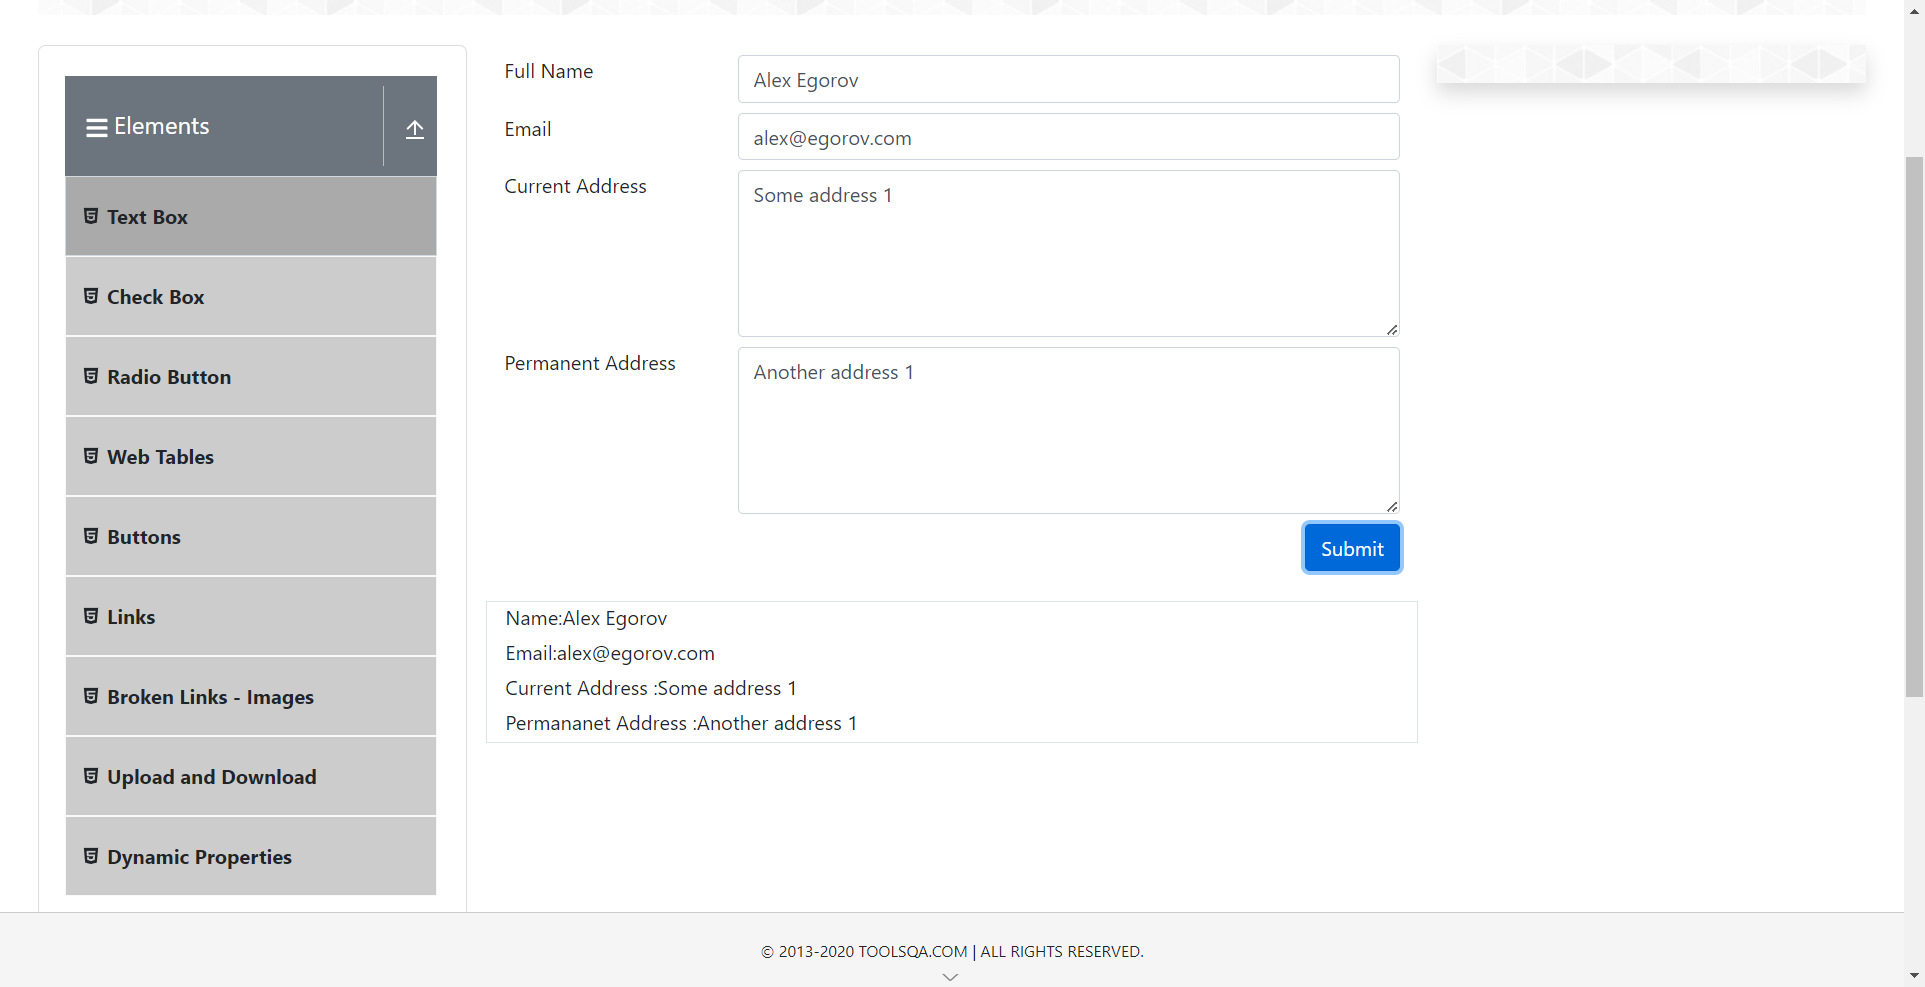 Elements
Text Box
Check Box
Radio Button
Web Tables
Buttons
Links
Broken Links - Images
Upload and Download
Dynamic Properties
Full Name
Alex Egorov
Email
alex@egorov.com
Current Address
Some address 1
Permanent Address
Another address 1
Submit
Name:Alex Egorov
Email:alex@egorov.com
Current Address :Some address 1
Permananet Address :Another address 1
© 2013-2020 TOOLSQA.COM | ALL RIGHTS RESERVED.